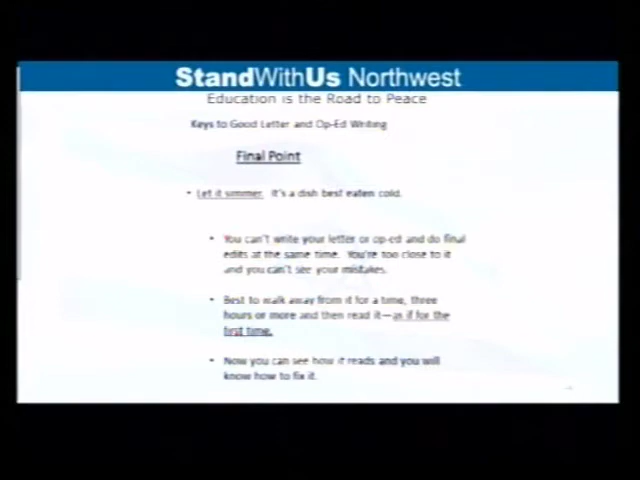 StandWithUs Northwest
Education is the Road to Peace
Keys to Good Letter and Op-Ed Writing
Final Point
• Let it simmer. It's a dish best eaten cold.
• You can't write your letter or op-ed and do final
edits at the same time. You're too close to it
and you can't see your mistakes.
• Best to walk away from it for a time, three
hours or more and then read it—as if for the
first time.
• Now you can see how it reads and you will
know how to fix it.